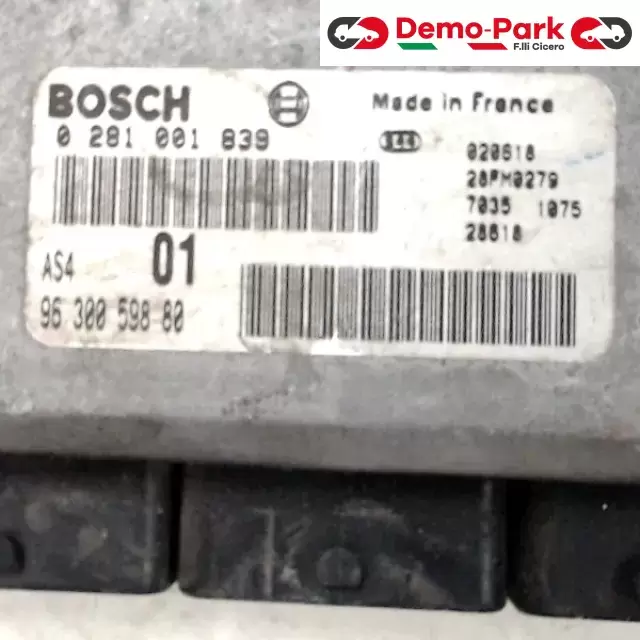 Demo-Park
F.lli Cicero
BOSCH
Made in France
0 281 001 839
020618
28FM0279
7035 1075
28618
AS4 01
96 300 598 80